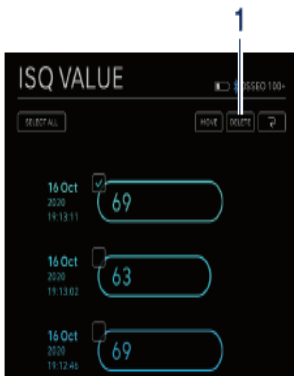 1
ISQ VALUE
OSSEO 100+
SELECT ALL MOVE DELETE
16 Oct
2020
19:13:11
69
16 Oct
2020
19:13:02
63
16 Oct
2020
19:12:46
69